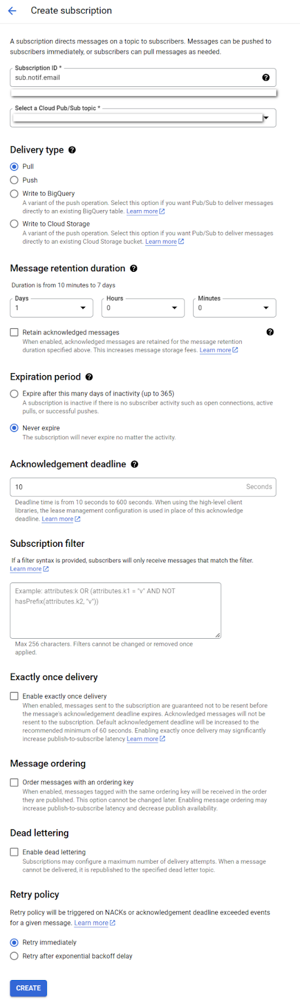 Create subscription
A subscription directs messages on a topic to subscribers. Messages can be pushed to
subscribers immediately, or subscribers can pull messages as needed.
Subscription ID *
sub.notif.email
Select a Cloud Pub/Sub topic *
Delivery type
Pull
Push
Write to BigQuery
A variant of the push operation. Select this option if you want Pub/Sub to deliver messages
directly to an existing BigQuery table. Learn more
Write to Cloud Storage
A variant of the push operation. Select this option if you want Pub/Sub to deliver messages
directly to an existing Cloud Storage bucket. Learn more
Message retention duration
Duration is from 10 minutes to 7 days
Days Hours Minutes
1 0 0
Retain acknowledged messages
When enabled, acknowledged messages are retained for the message retention
duration specified above. This increases message storage fees. Learn more
Expiration period
Expire after this many days of inactivity (up to 365)
A subscription is inactive if there is no subscriber activity such as open connections, active
pulls, or successful pushes.
Never expire
The subscription will never expire no matter the activity.
Acknowledgement deadline
10 Seconds
Deadline time is from 10 seconds to 600 seconds. When using the high-level client
libraries, the lease management configuration is used in place of this acknowledge
deadline. Learn more
Subscription filter
If a filter syntax is provided, subscribers will only receive messages that match the filter.
Learn more
Example: attributes:k OR (attributes.k1 = "v" AND NOT
hasPrefix(attributes.k2, "v"))
Max 256 characters. Filters cannot be changed or removed once
applied.
Exactly once delivery
Enable exactly once delivery
When enabled, messages sent to the subscription are guaranteed not to be resent before
the message's acknowledgement deadline expires. Acknowledged messages will not be
resent to the subscription. Default acknowledgement deadline will be increased to the
recommended minimum of 60 seconds. Enabling exactly once delivery may significantly
increase publish-to-subscribe latency Learn more
Message ordering
Order messages with an ordering key
When enabled, messages tagged with the same ordering key will be received in the order
they are published. This option cannot be changed later. Enabling message ordering may
increase publish-to-subscribe latency and decrease publish availability.
Dead lettering
Enable dead lettering
Subscriptions may configure a maximum number of delivery attempts. When a message
cannot be delivered, it is republished to the specified dead letter topic.
Retry policy
Retry policy will be triggered on NACKs or acknowledgement deadline exceeded events
for a given message. Learn more
Retry immediately
Retry after exponential backoff delay
CREATE